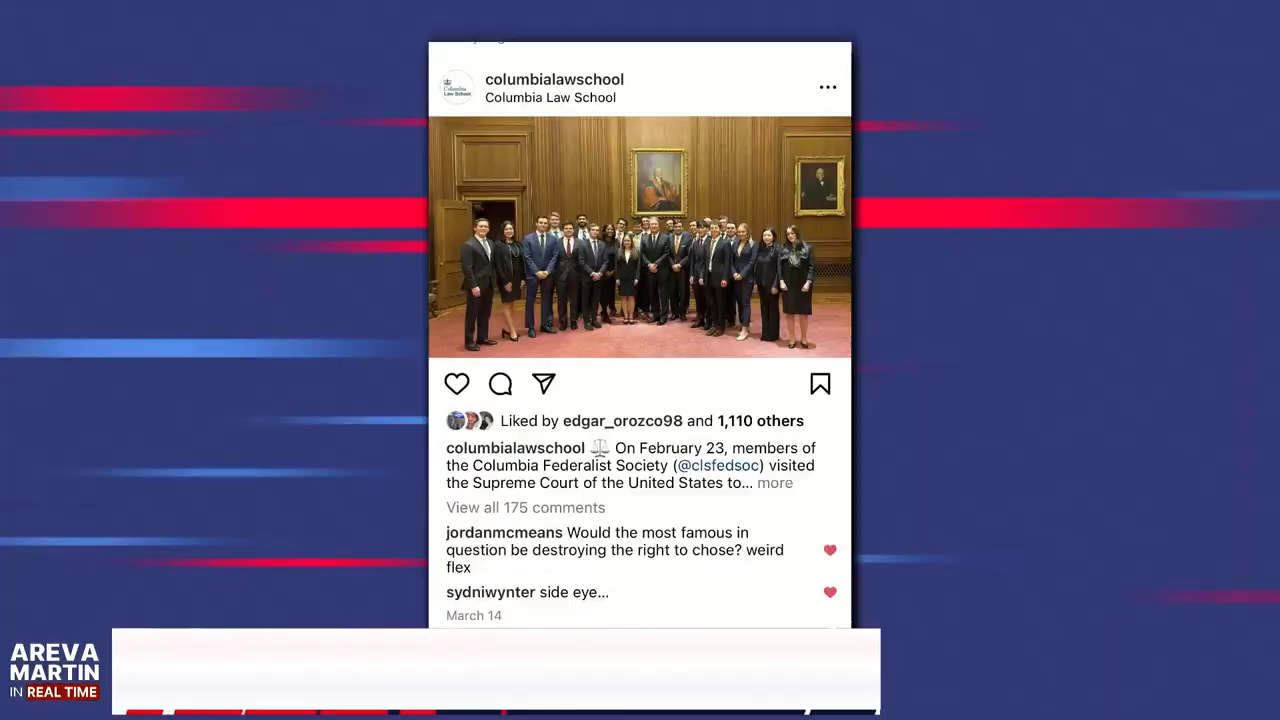 columbialawschool
Columbia Law School
Columbia
Law School
Liked by edgar_orozco98 and 1,110 others
columbialawschool ⚖️ On February 23, members of
the Columbia Federalist Society (@clsfedsoc) visited
the Supreme Court of the United States to... more
View all 175 comments
jordanmcmeans Would the most famous in
question be destroying the right to chose? weird
flex
sydniwynter side eye...
March 14
AREVA
MARTIN
IN REAL TIME